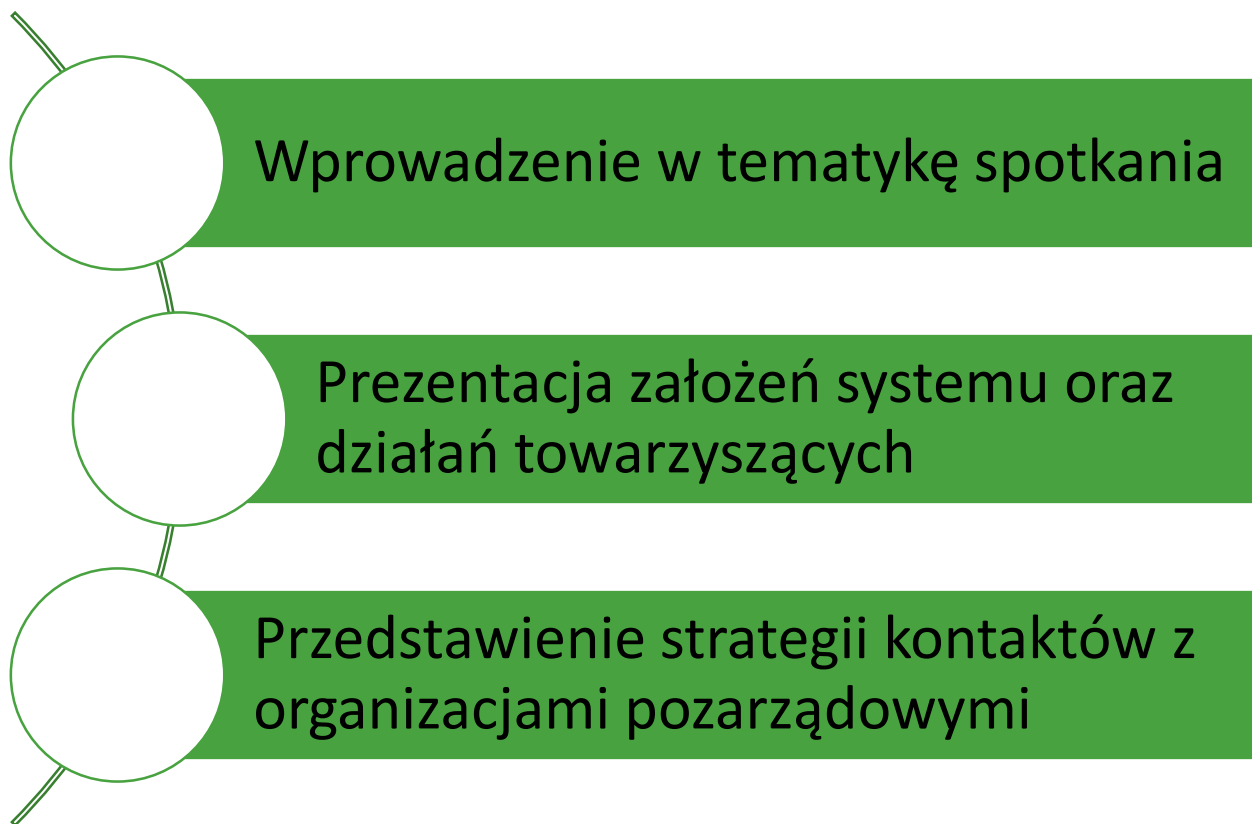 Wprowadzenie w tematykę spotkania
Prezentacja założeń systemu oraz
działań towarzyszących
Przedstawienie strategii kontaktów z
organizacjami pozarządowymi